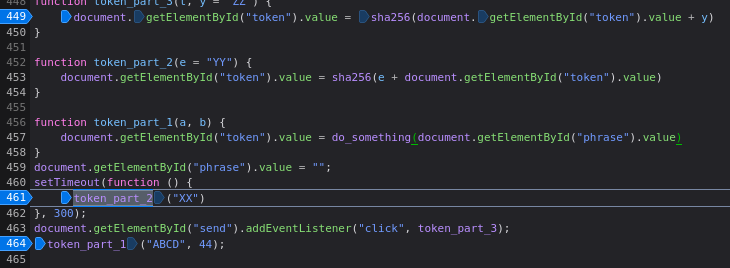 448 function token_part_3(t, y = "ZZ") {
449 document.getElementById("token").value = sha256(document.getElementById("token").value + y)
450 }
451
452 function token_part_2(e = "YY") {
453 document.getElementById("token").value = sha256(e + document.getElementById("token").value)
454 }
455
456 function token_part_1(a, b) {
457 document.getElementById("token").value = do_something(document.getElementById("phrase").value)
458 }
459 document.getElementById("phrase").value = "";
460 setTimeout(function () {
461 token_part_2("XX")
462 }, 300);
463 document.getElementById("send").addEventListener("click", token_part_3);
464 token_part_1("ABCD", 44);
465